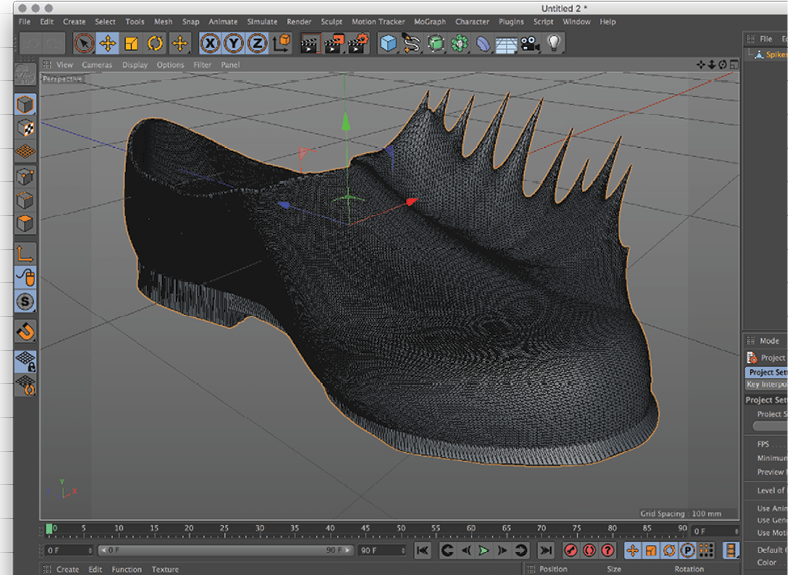 Untitled 2 *
File Edit Create Select Tools Mesh Snap Animate Simulate Render Sculpt Motion Tracker MoGraph Character Plugins Script Window Help
X Y Z
File
Spike
View Cameras Display Options Filter Panel
Perspective
S
Y
X
Grid Spacing : 100 mm
Mode
Project
Project Set
Key Interpo
Project Sett
Project S
FPS
Minimum
Preview
Level of
Use Anim
Use Gene
Use Moti
Default
Color
0 5 10 15 20 25 30 35 40 45 50 55 60 65 70 75 80 85 90 0 F
0 F 0 F 90 F 90 F ? P
Create Edit Function Texture
Position Size Rotation